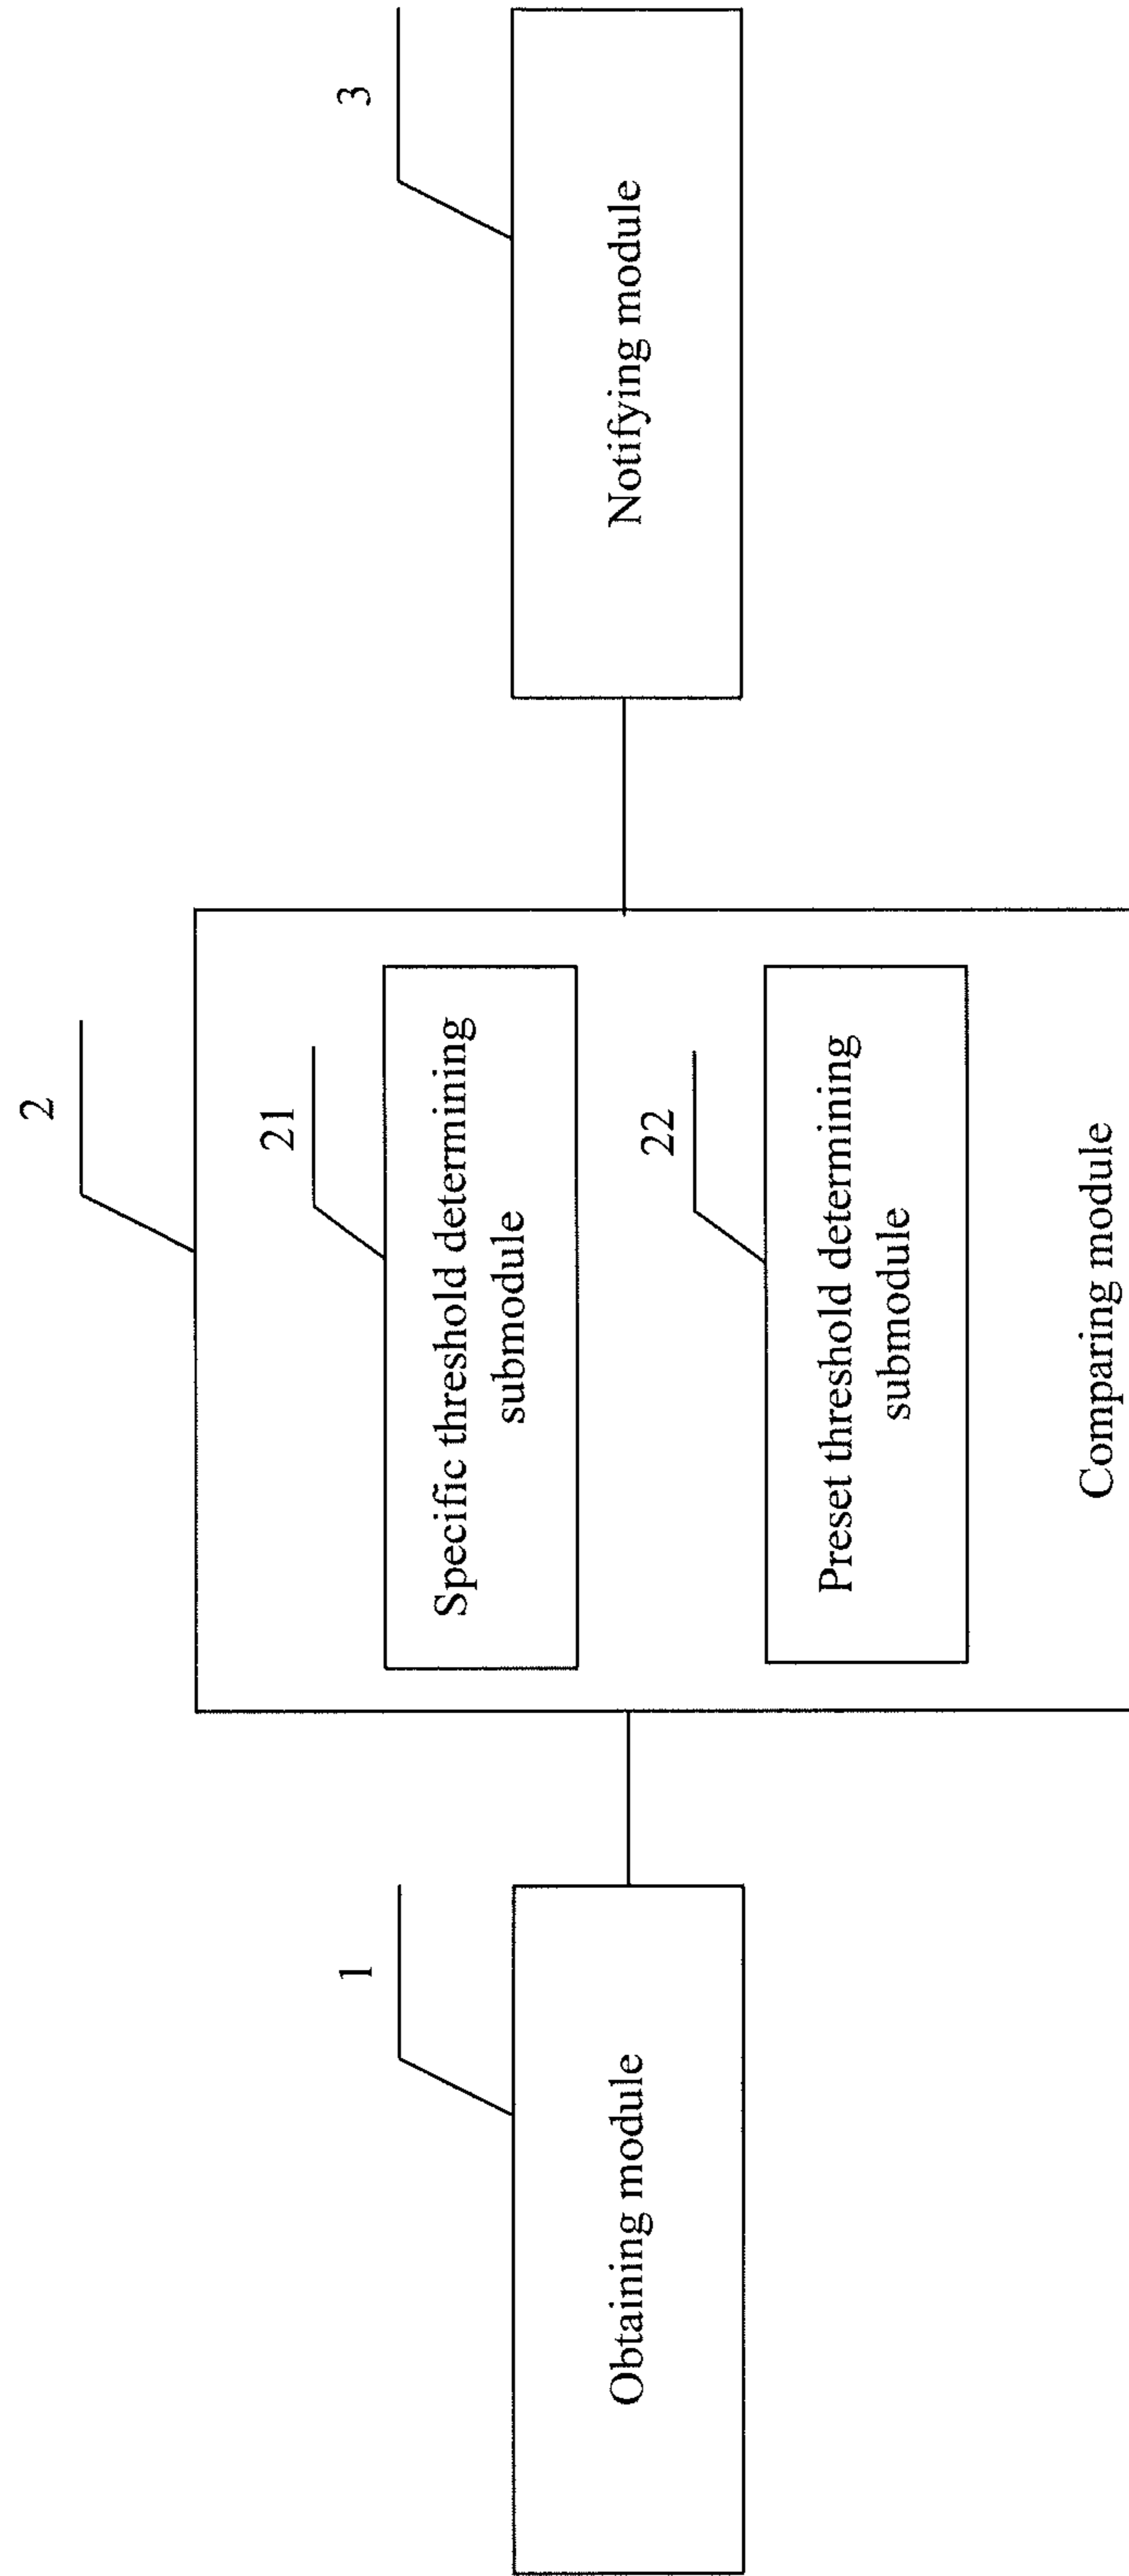 1
Obtaining module
2
21
Specific threshold determining
submodule
22
Preset threshold determining
submodule
Comparing module
3
Notifying module